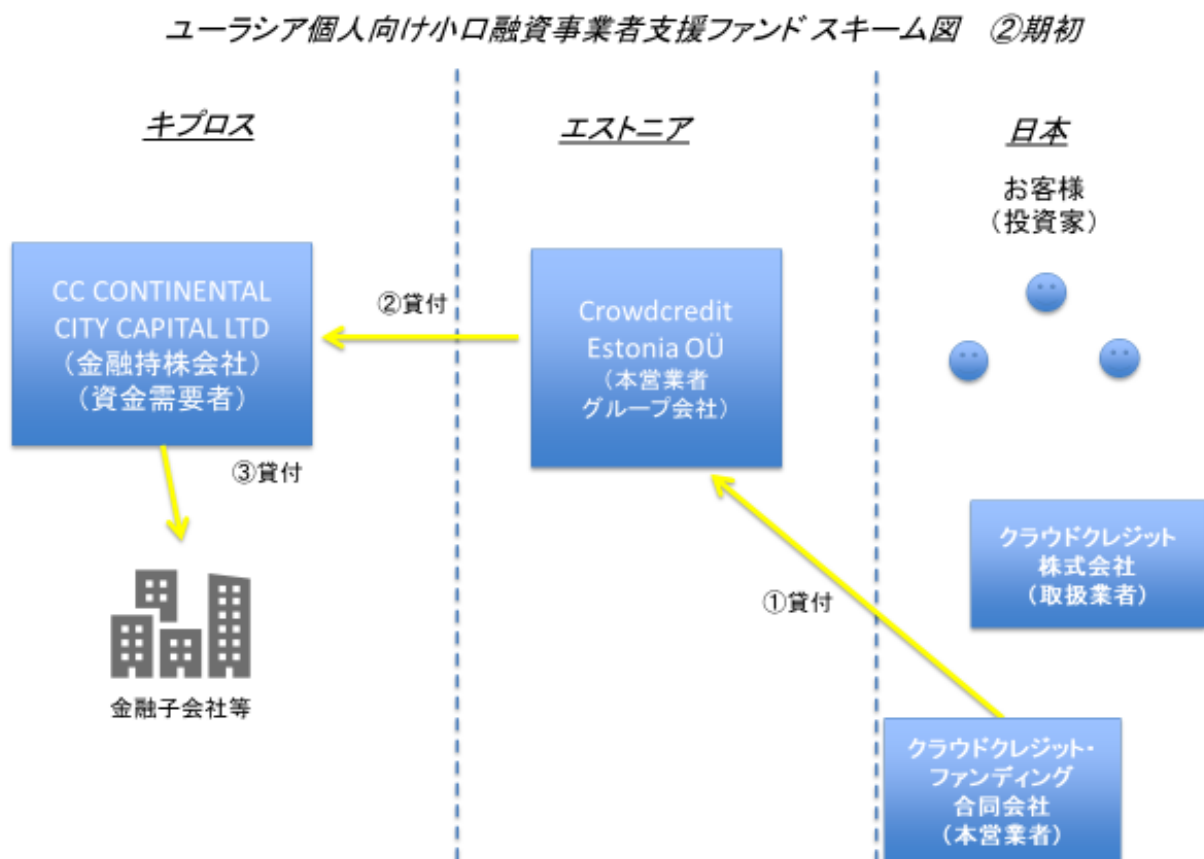 ユーラシア個人向け小口融資事業者支援ファンド スキーム図　②期初
キプロス
エストニア
日本
お客様
（投資家）
CC CONTINENTAL
CITY CAPITAL LTD
（金融持株会社）
（資金需要者）
②貸付
Crowdcredit
Estonia OÜ
（本営業者
グループ会社）
③貸付
金融子会社等
①貸付
クラウドクレジット
株式会社
（取扱業者）
クラウドクレジット・
ファンディング
合同会社
（本営業者）